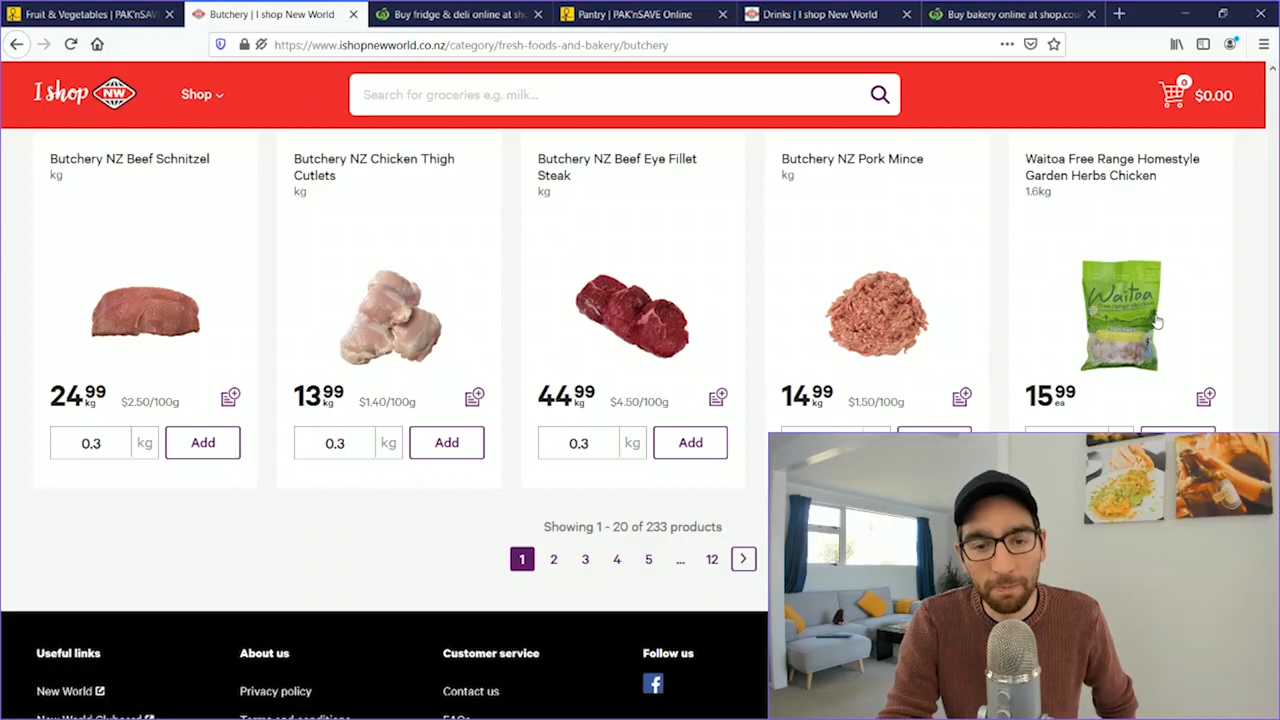 Fruit & Vegetables | PAK'nSAV
Butchery | I shop New World
Buy fridge & deli online at sho
Pantry | PAK'nSAVE Online
Drinks | I shop New World
Buy bakery online at shop.cou
https://www.ishopnewworld.co.nz/category/fresh-foods-and-bakery/butchery
I shop NW
Shop
Search for groceries e.g. milk...
0
$0.00
Butchery NZ Beef Schnitzel
kg
Butchery NZ Chicken Thigh
Cutlets
kg
Butchery NZ Beef Eye Fillet
Steak
kg
Butchery NZ Pork Mince
kg
Waitoa Free Range Homestyle
Garden Herbs Chicken
1.6kg
Waitoa
24.99 kg $2.50/100g
13.99 kg $1.40/100g
44.99 kg $4.50/100g
14.99 kg $1.50/100g
15.99 ea
0.3 kg Add
0.3 kg Add
0.3 kg Add
Showing 1 - 20 of 233 products
1 2 3 4 5 ... 12
Useful links
New World
About us
Privacy policy
Terms and conditions
Customer service
Contact us
FAQs
Follow us